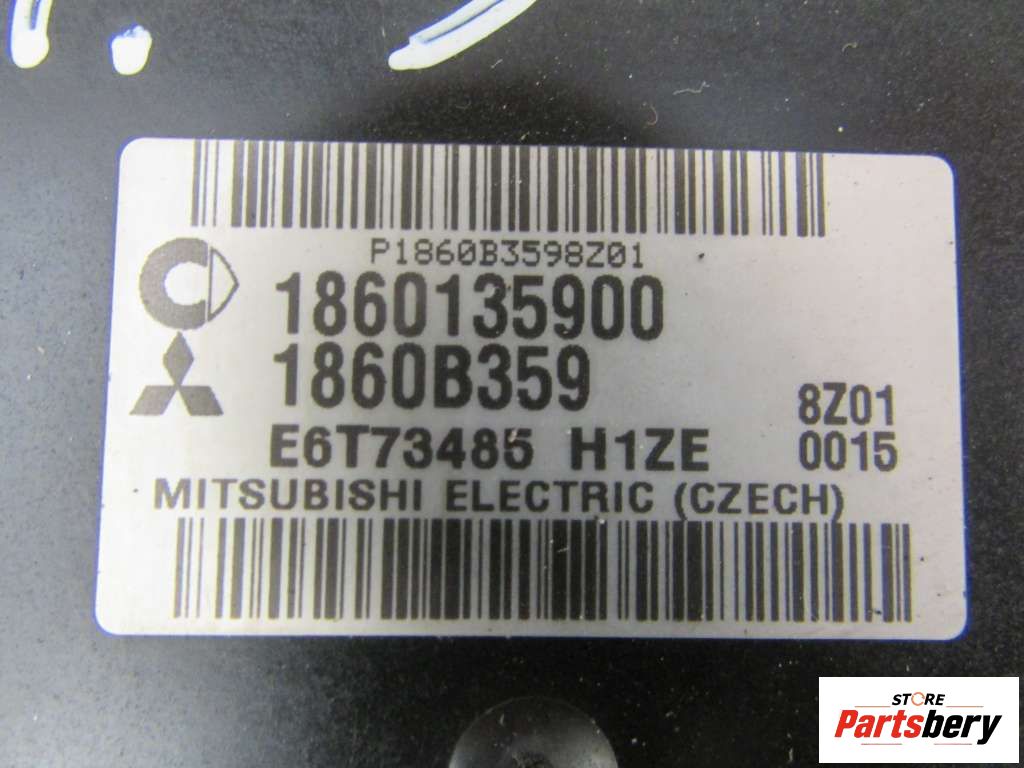 P1860B3598Z01
1860135900
1860B359
8Z01
E6T73485 H1ZE
0015
MITSUBISHI ELECTRIC (CZECH)
STORE
Partsbery